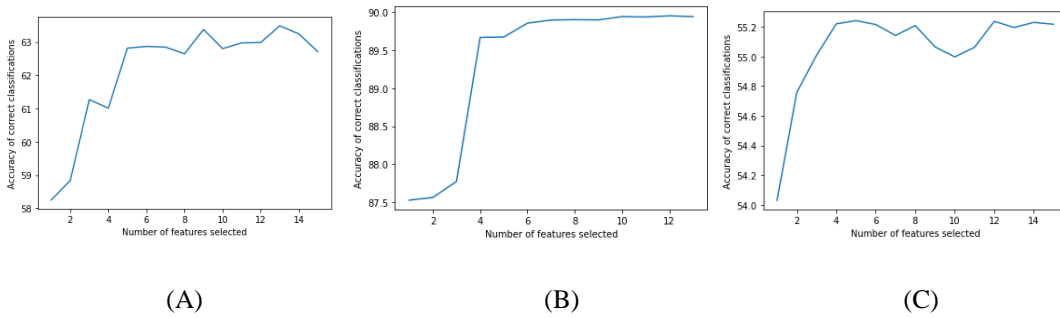 Accuracy of correct classifications
63
62
61
60
59
58
2 4 6 8 10 12 14
Number of features selected
(A)
Accuracy of correct classifications
90.0
89.5
89.0
88.5
88.0
87.5
2 4 6 8 10 12
Number of features selected
(B)
Accuracy of correct classifications
55.2
55.0
54.8
54.6
54.4
54.2
54.0
2 4 6 8 10 12 14
Number of features selected
(C)